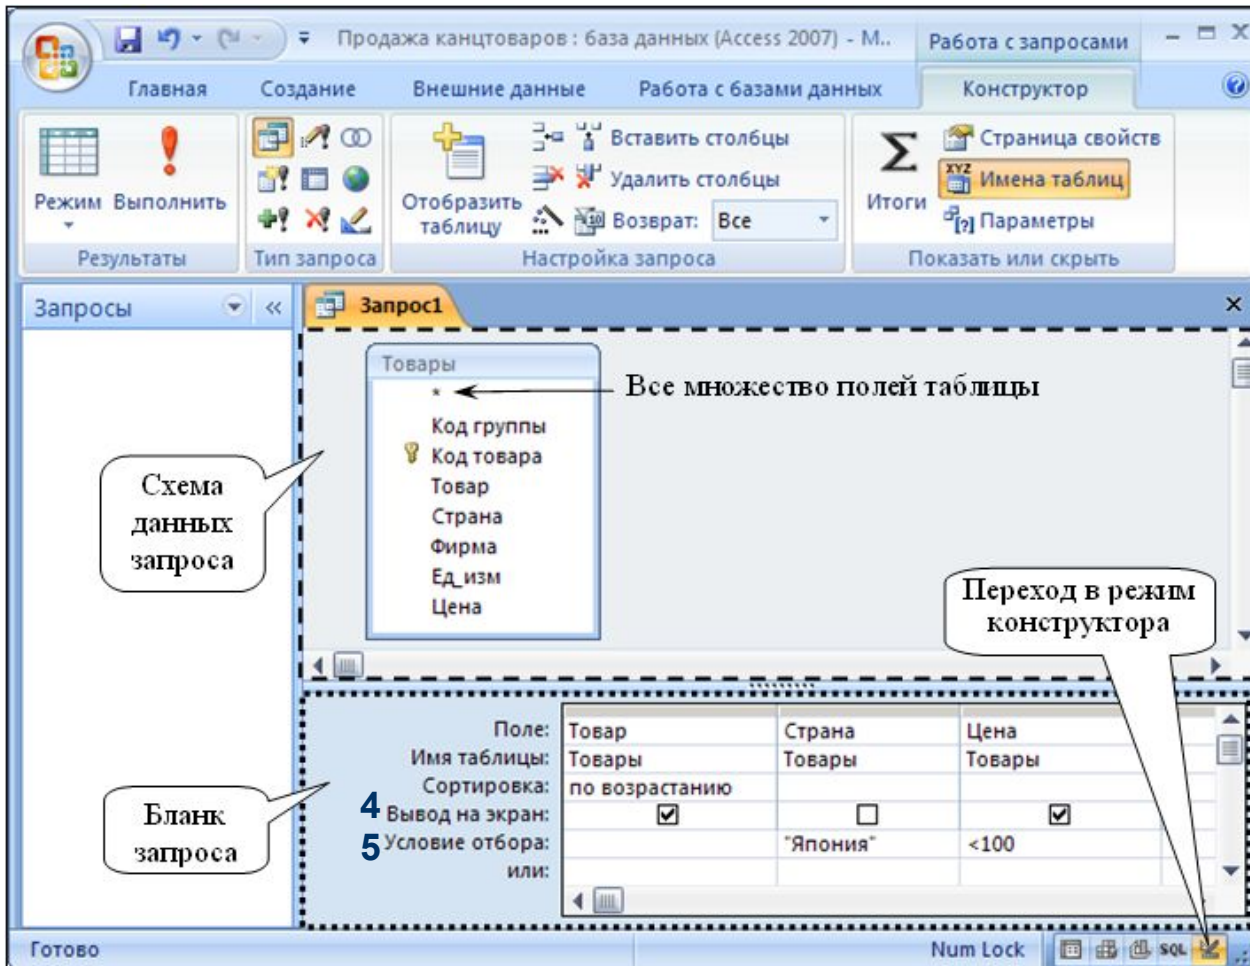 Продажа канцтоваров : база данных (Access 2007) - М..
Работа с запросами
Главная
Создание
Внешние данные
Работа с базами данных
Конструктор
Режим
Выполнить
Отобразить
таблицу
Вставить столбцы
Удалить столбцы
Возврат: Все
Итоги
Страница свойств
XYZ
Имена таблиц
[?] Параметры
Результаты
Тип запроса
Настройка запроса
Показать или скрыть
Запросы
«
Запрос1
Товары
*
Все множество полей таблицы
Код группы
Код товара
Товар
Страна
Фирма
Ед_изм
Цена
Схема
данных
запроса
Переход в режим
конструктора
Поле: Товар Страна Цена
Имя таблицы: Товары Товары Товары
Сортировка: по возрастанию
4 Вывод на экран:
5 Условие отбора: "Япония" <100
или:
Бланк
запроса
Готово
Num Lock
SQL